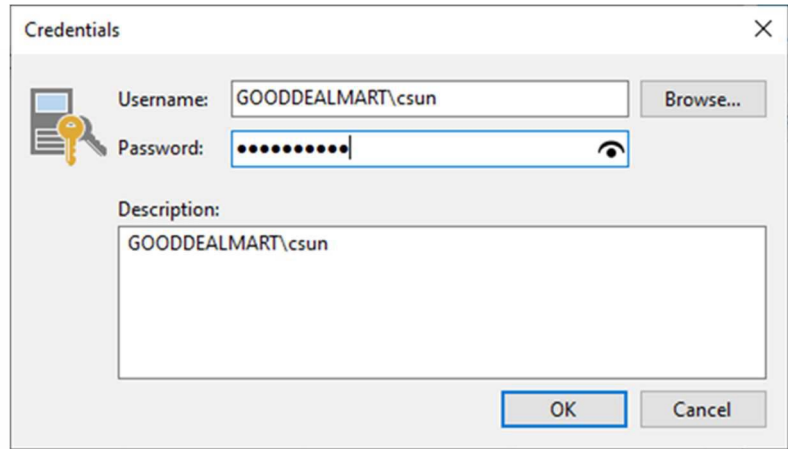 Credentials
Username: GOODDEALMART\csun Browse...
Password: ••••••••••
Description:
GOODDEALMART\csun
OK Cancel